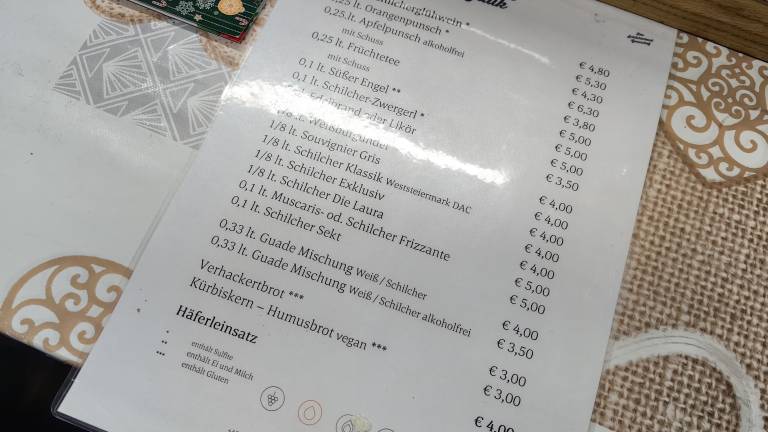 Schilcherglühwein * € 4,80
0,25 lt. Orangenpunsch * € 5,30
0,25 lt. Apfelpunsch alkoholfrei € 4,30
mit Schuss € 6,30
0,25 lt. Früchtetee € 3,80
mit Schuss € 5,00
0,1 lt. Süßer Engel ** € 5,00
0,1 lt. Schilcher-Zwergerl * € 5,00
Edelbrand oder Likör € 3,50
1/8 lt. Weißburgunder € 4,00
1/8 lt. Souvignier Gris € 4,00
1/8 lt. Schilcher Klassik Weststeiermark DAC € 4,00
1/8 lt. Schilcher Exklusiv € 4,00
1/8 lt. Schilcher Die Laura € 4,00
0,1 lt. Muscaris- od. Schilcher Frizzante € 5,00
0,1 lt. Schilcher Sekt € 5,00
0,33 lt. Guade Mischung Weiß / Schilcher € 4,00
0,33 lt. Guade Mischung Weiß / Schilcher alkoholfrei € 3,50
Verhackertbrot *** € 3,00
Kürbiskern – Humusbrot vegan *** € 3,00
Häferleinsatz € 4,00
* enthält Sulfite
** enthält Ei und Milch
*** enthält Gluten